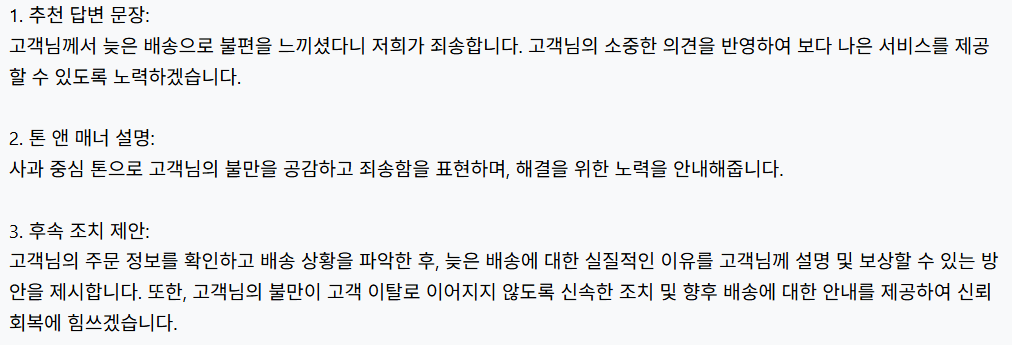 1. 추천 답변 문장:
고객님께서 늦은 배송으로 불편을 느끼셨다니 저희가 죄송합니다. 고객님의 소중한 의견을 반영하여 보다 나은 서비스를 제공
할 수 있도록 노력하겠습니다.
2. 톤 앤 매너 설명:
사과 중심 톤으로 고객님의 불만을 공감하고 죄송함을 표현하며, 해결을 위한 노력을 안내해줍니다.
3. 후속 조치 제안:
고객님의 주문 정보를 확인하고 배송 상황을 파악한 후, 늦은 배송에 대한 실질적인 이유를 고객님께 설명 및 보상할 수 있는 방
안을 제시합니다. 또한, 고객님의 불만이 고객 이탈로 이어지지 않도록 신속한 조치 및 향후 배송에 대한 안내를 제공하여 신뢰
회복에 힘쓰겠습니다.